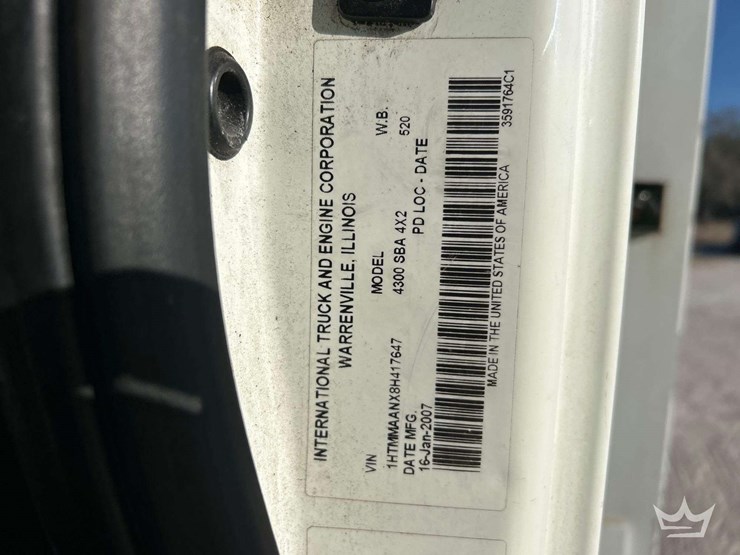 INTERNATIONAL TRUCK AND ENGINE CORPORATION
WARRENVILLE, ILLINOIS
VIN MODEL W.B.
1HTMMAANX8H417647 4300 SBA 4X2 520
DATE MFG. PD LOC - DATE
16-Jan-2007
MADE IN THE UNITED STATES OF AMERICA 3591764C1